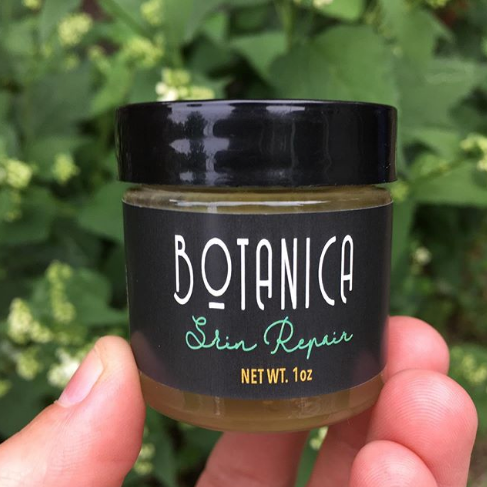 BOTANICA
Skin Repair
NET WT. 1oz